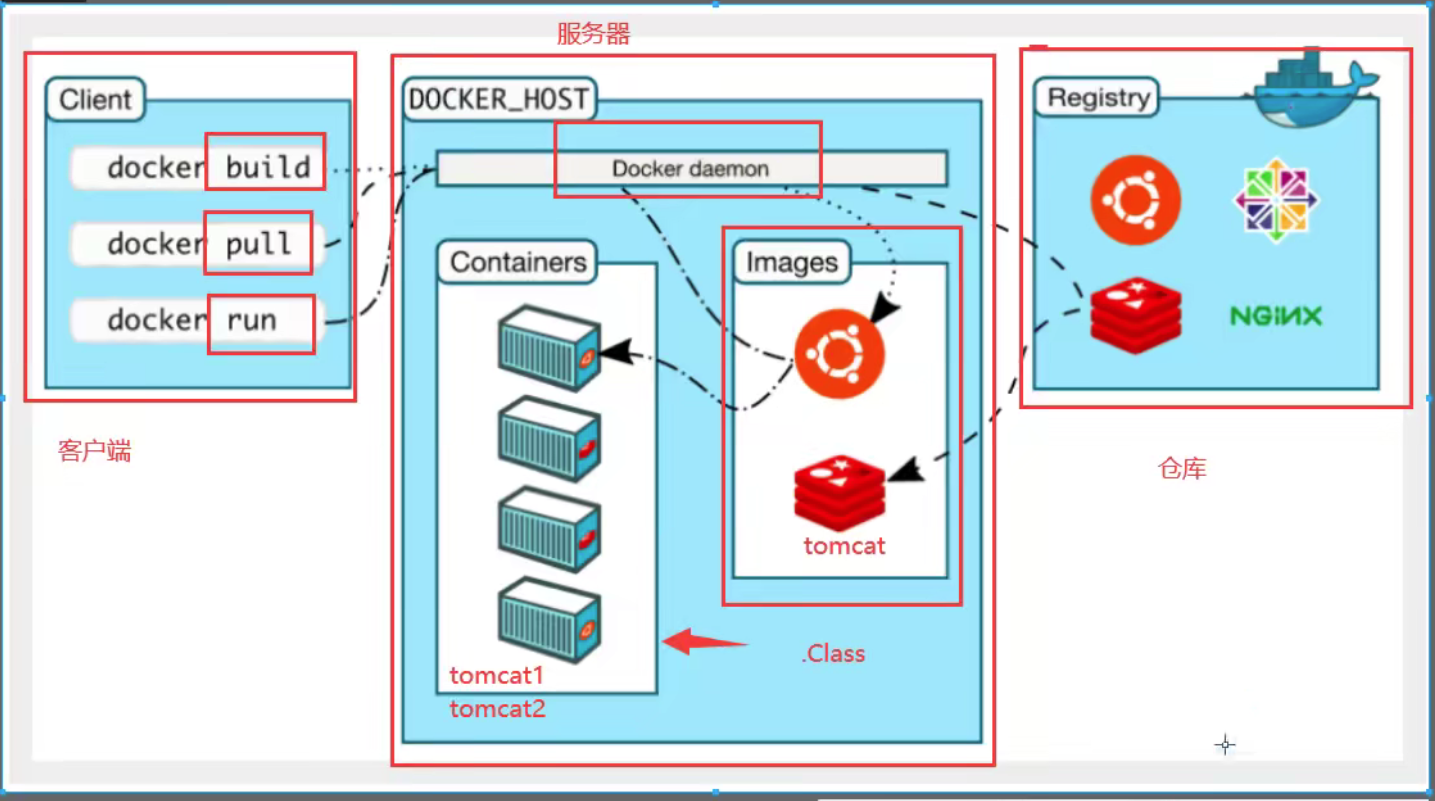 服务器
Client
docker build
docker pull
docker run
客户端
DOCKER_HOST
Docker daemon
Containers
tomcat1
tomcat2
Images
tomcat
.Class
Registry
NGINX
仓库